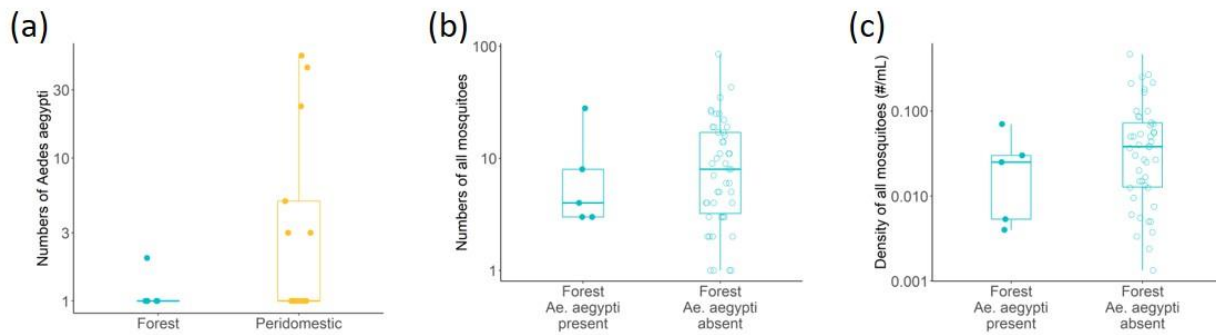 (a)
Numbers of Aedes aegypti
30
10
3
1
Forest
Peridomestic
(b)
Numbers of all mosquitoes
100
10
1
Forest
Ae. aegypti
present
Forest
Ae. aegypti
absent
(c)
Density of all mosquitoes (#/mL)
0.100
0.010
0.001
Forest
Ae. aegypti
present
Forest
Ae. aegypti
absent